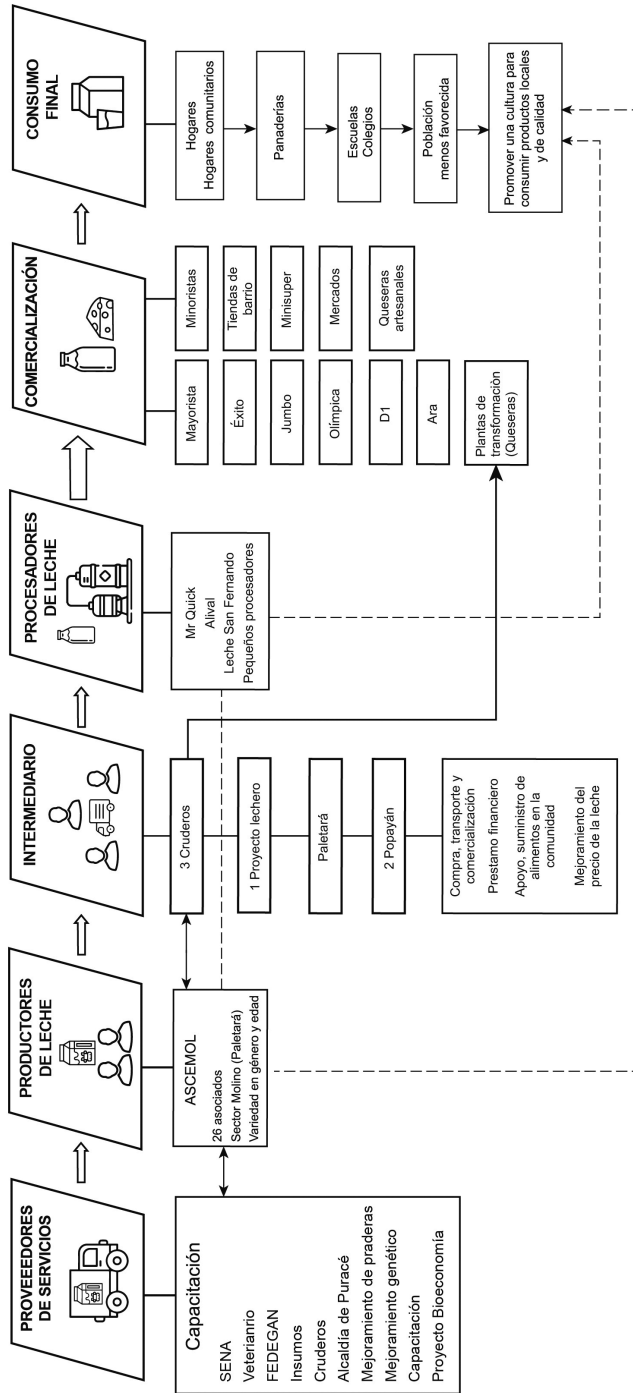 PROVEEEDORES
DE SERVICIOS
Capacitación
SENA
Veterianrio
FEDEGAN
Insumos
Cruderos
Alcaldía de Puracé
Mejoramiento de praderas
Mejoramiento genético
Capacitación
Proyecto Bioeconomía
PRODUCTORES
DE LECHE
ASCEMOL
26 asociados
Sector Molino (Paletará)
Variedad en género y edad
INTERMEDIARIO
3 Cruderos
1 Proyecto lechero
Paletará
2 Popayán
Compra, transporte y
comercialización
Prestamo financiero
Apoyo, suministro de
alimentos en la
comunidad
Mejoramiento del
precio de la leche
PROCESADORES
DE LECHE
Mr Quick
Alival
Leche San Fernando
Pequeños procesadores
COMERCIALIZACIÓN
Mayorista
Éxito
Jumbo
Olímpica
D1
Ara
Plantas de
transformación
(Queseras)
Minoristas
Tiendas de
barrio
Minisuper
Mercados
Queseras
artesanales
CONSUMO
FINAL
Hogares
Hogares comunitarios
Panaderías
Escuelas
Colegios
Población
menos favorecida
Promover una cultura para
consumir productos locales
y de calidad